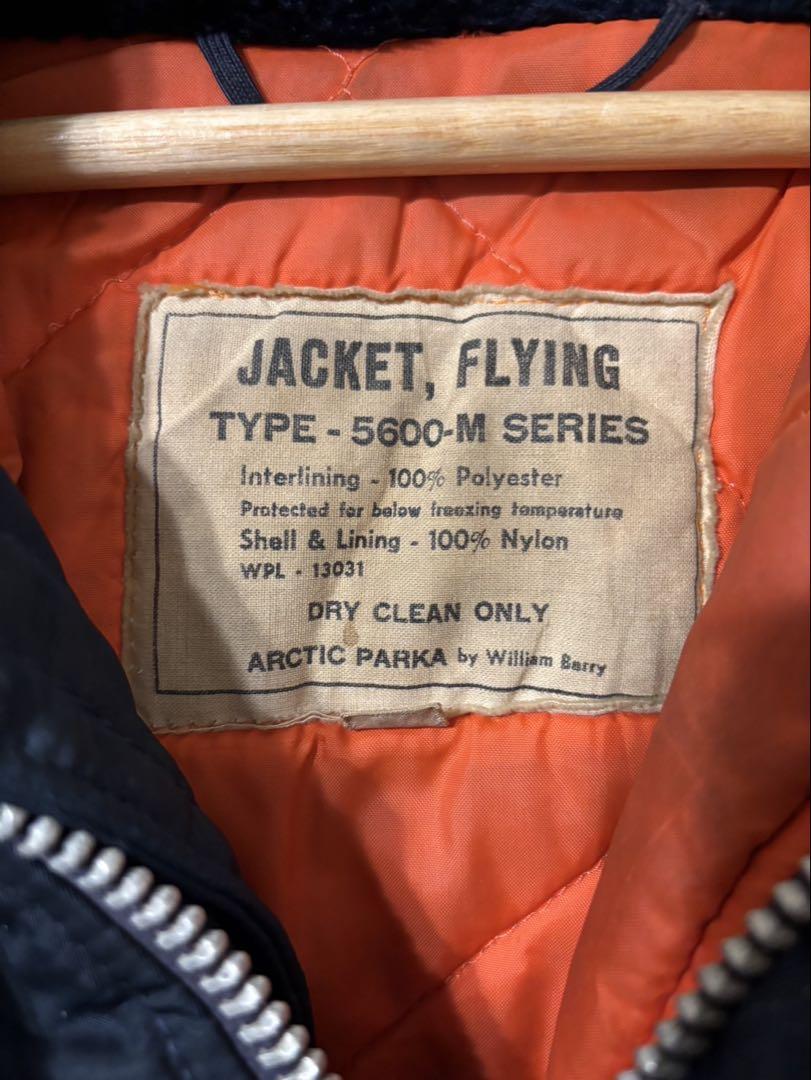 JACKET, FLYING
TYPE - 5600-M SERIES
Interlining - 100% Polyester
Protected for below freezing temperature
Shell & Lining - 100% Nylon
WPL - 13031
DRY CLEAN ONLY
ARCTIC PARKA by William Barry